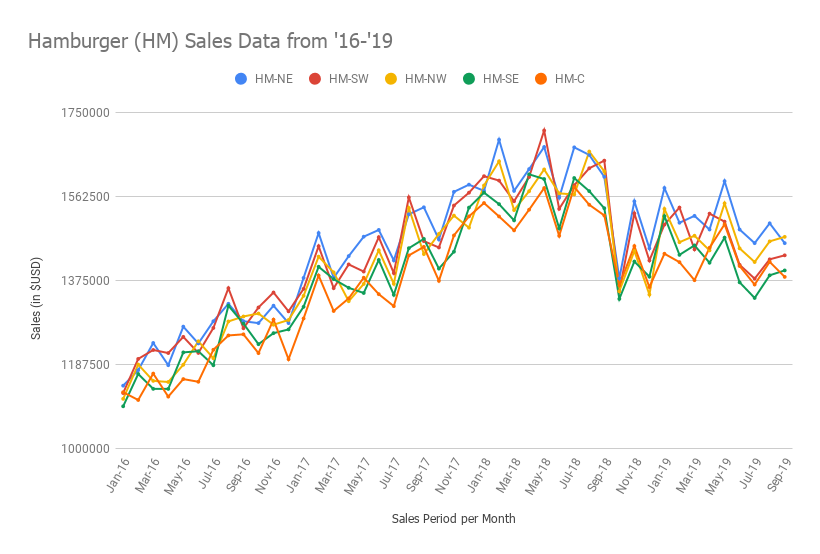 Hamburger (HM) Sales Data from '16-'19
HM-NE HM-SW HM-NW HM-SE HM-C
1750000
1562500
1375000
1187500
1000000
Sales (in $USD)
Jan-16 Mar-16 May-16 Jul-16 Sep-16 Nov-16 Jan-17 Mar-17 May-17 Jul-17 Sep-17 Nov-17 Jan-18 Mar-18 May-18 Jul-18 Sep-18 Nov-18 Jan-19 Mar-19 May-19 Jul-19 Sep-19
Sales Period per Month